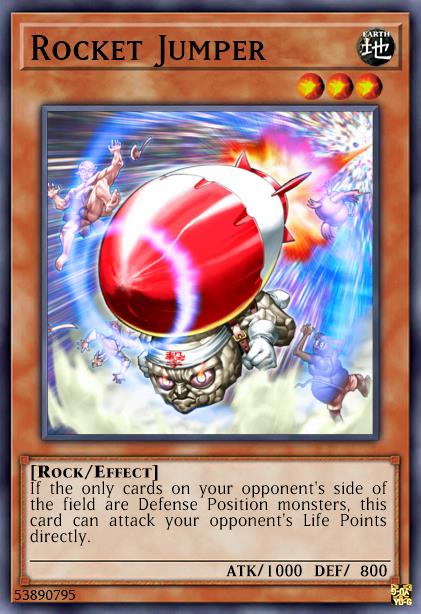 Rocket Jumper
EARTH
地
[Rock/Effect]
If the only cards on your opponent's side of
the field are Defense Position monsters, this
card can attack your opponent's Life Points
directly.
ATK/1000 DEF/ 800
53890795